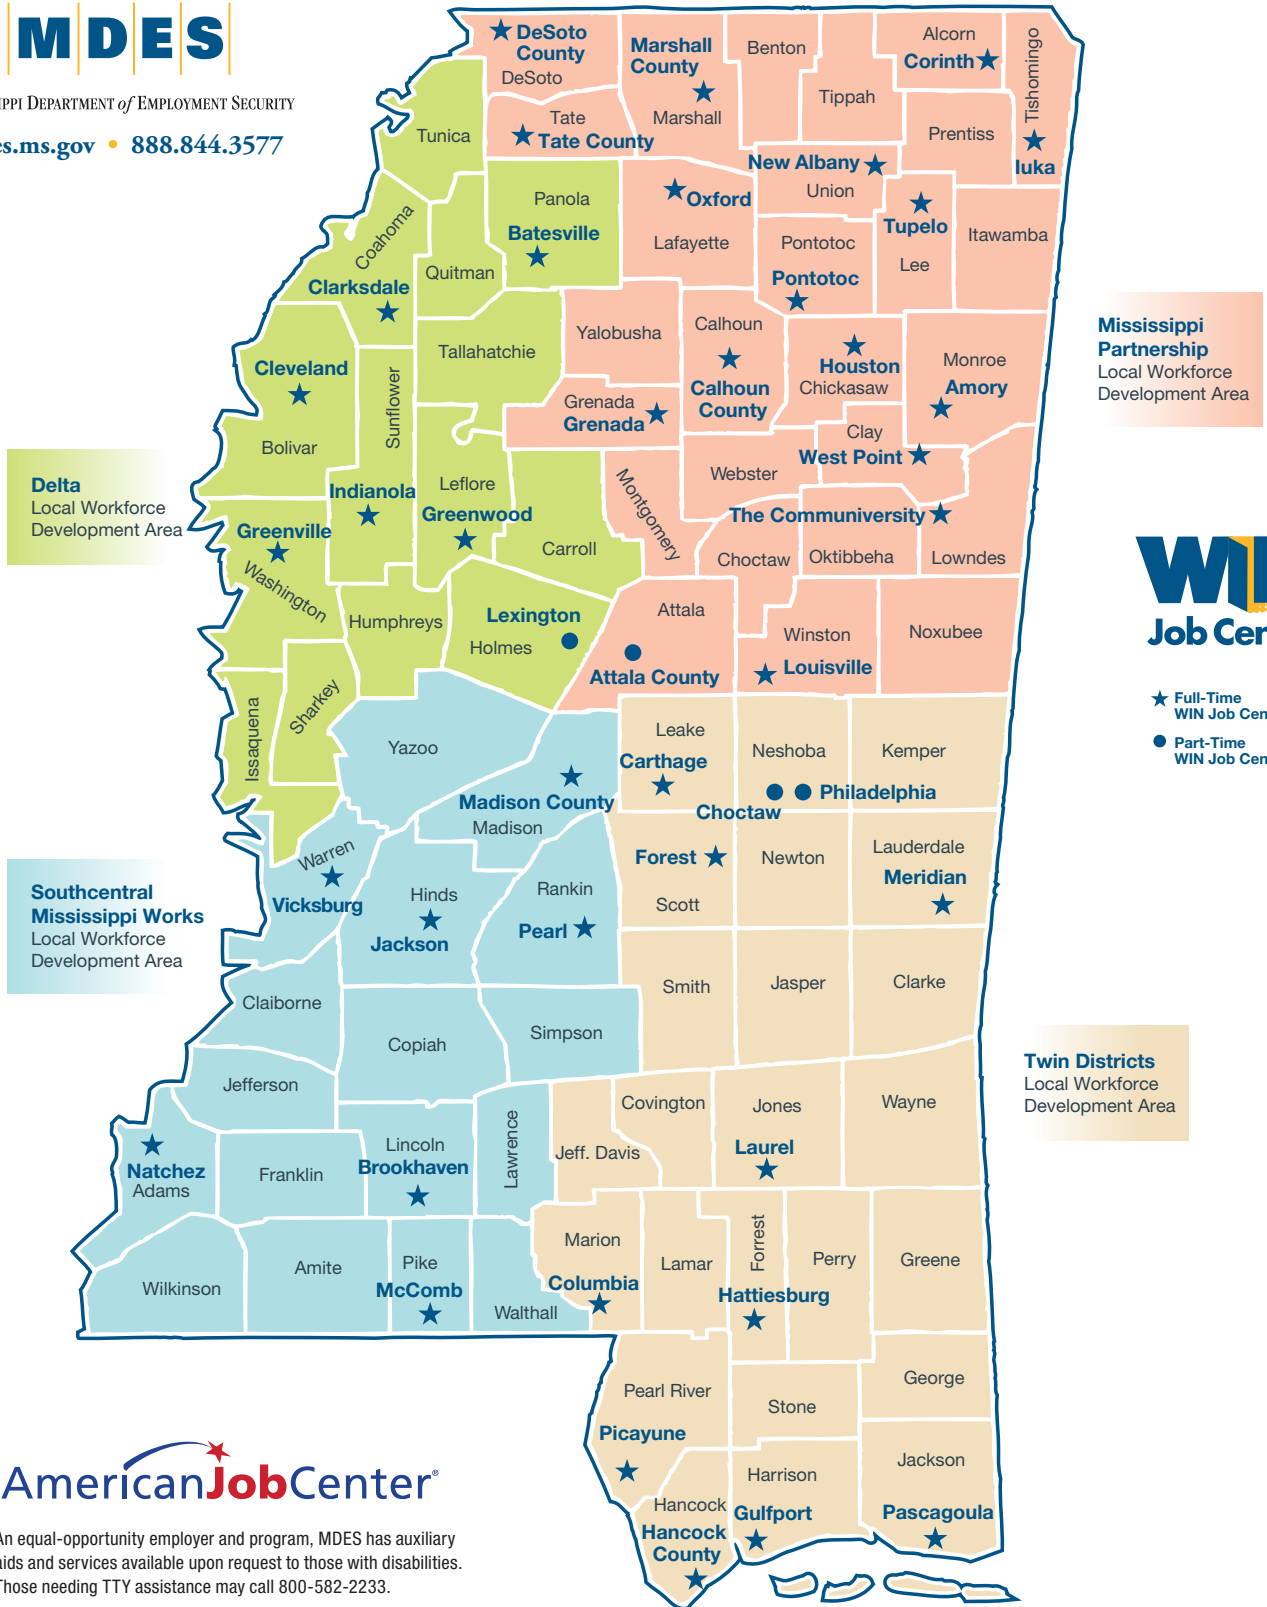 MDES
IPPI DEPARTMENT of EMPLOYMENT SECURITY
es.ms.gov • 888.844.3577
DeSoto
County
DeSoto
Marshall
County
Marshall
Benton
Tippah
Alcorn
Corinth
Tishomingo
Iuka
Prentiss
Tate
Tate County
Tunica
New Albany
Union
Panola
Batesville
Oxford
Lafayette
Tupelo
Lee
Itawamba
Pontotoc
Pontotoc
Coahoma
Clarksdale
Quitman
Yalobusha
Calhoun
Calhoun
County
Houston
Chickasaw
Monroe
Amory
Tallahatchie
Cleveland
Bolivar
Sunflower
Indianola
Grenada
Grenada
Clay
West Point
Webster
Leflore
Greenwood
Montgomery
Carroll
The Communiversity
Choctaw
Oktibbeha
Lowndes
Greenville
Washington
Humphreys
Lexington
Holmes
Attala
Attala County
Winston
Louisville
Noxubee
Issaquena
Sharkey
Yazoo
Leake
Carthage
Neshoba
Choctaw
Philadelphia
Kemper
Madison County
Madison
Warren
Vicksburg
Hinds
Jackson
Rankin
Pearl
Forest
Scott
Newton
Lauderdale
Meridian
Claiborne
Copiah
Simpson
Smith
Jasper
Clarke
Jefferson
Natchez
Adams
Franklin
Lincoln
Brookhaven
Lawrence
Jeff. Davis
Covington
Jones
Laurel
Wayne
Wilkinson
Amite
Pike
McComb
Walthall
Marion
Columbia
Lamar
Forrest
Hattiesburg
Perry
Greene
Pearl River
Picayune
Stone
George
Hancock
Hancock
County
Harrison
Gulfport
Jackson
Pascagoula
Mississippi
Partnership
Local Workforce
Development Area
Delta
Local Workforce
Development Area
WI
Job Cen
Full-Time
WIN Job Cen
Part-Time
WIN Job Cen
Southcentral
Mississippi Works
Local Workforce
Development Area
Twin Districts
Local Workforce
Development Area
AmericanJobCenter®
An equal-opportunity employer and program, MDES has auxiliary
aids and services available upon request to those with disabilities.
Those needing TTY assistance may call 800-582-2233.